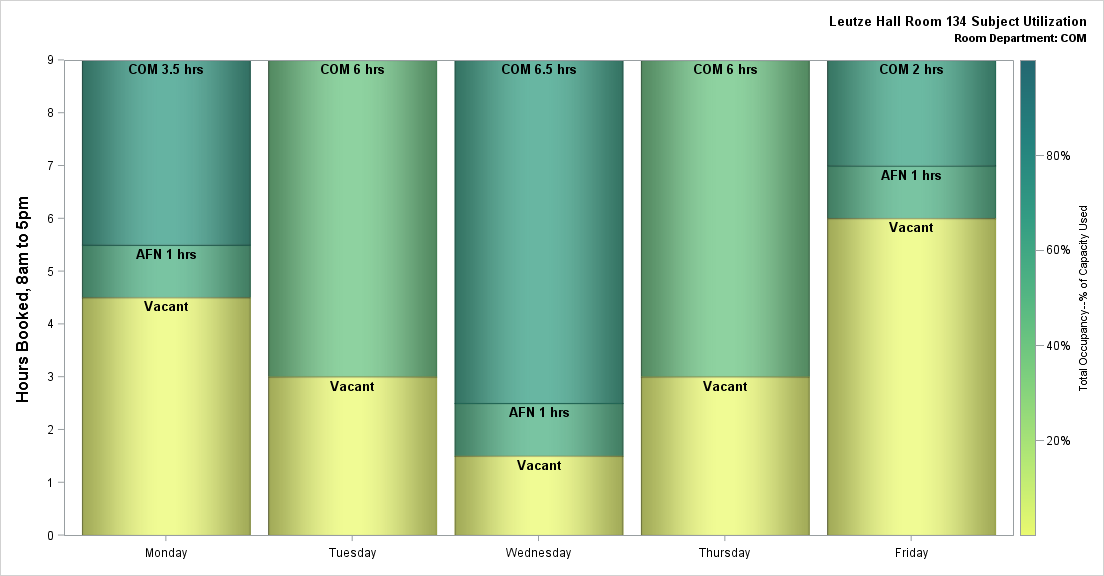 Leutze Hall Room 134 Subject Utilization
Room Department: COM
Hours Booked, 8am to 5pm
9
8
7
6
5
4
3
2
1
0
COM 3.5 hrs
AFN 1 hrs
Vacant
COM 6 hrs
Vacant
COM 6.5 hrs
AFN 1 hrs
Vacant
COM 6 hrs
Vacant
COM 2 hrs
AFN 1 hrs
Vacant
Monday
Tuesday
Wednesday
Thursday
Friday
80%
60%
40%
20%
Total Occupancy--% of Capacity Used